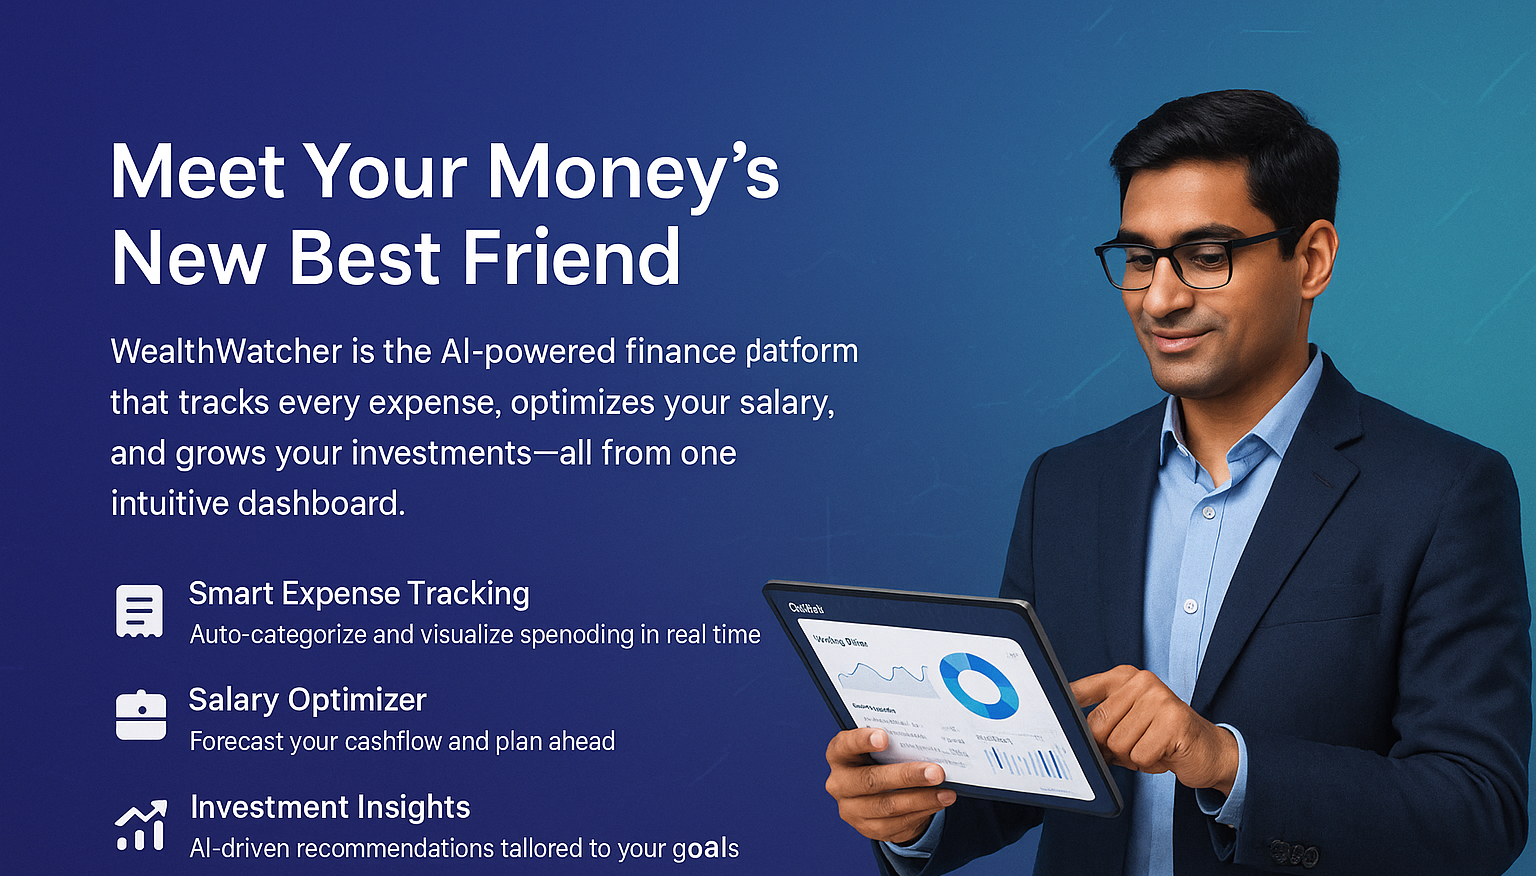 Meet Your Money’s
New Best Friend
WealthWatcher is the AI-powered finance datform
that tracks every expense, optimizes your salary,
and grows your investments—all from one
intuitive dashboard.
Smart Expense Tracking
Auto-categorize and visualize spenoding in real time
Salary Optimizer
Forecast your cashflow and plan ahead
Investment Insights
AI-driven recommendations tailored to your goals